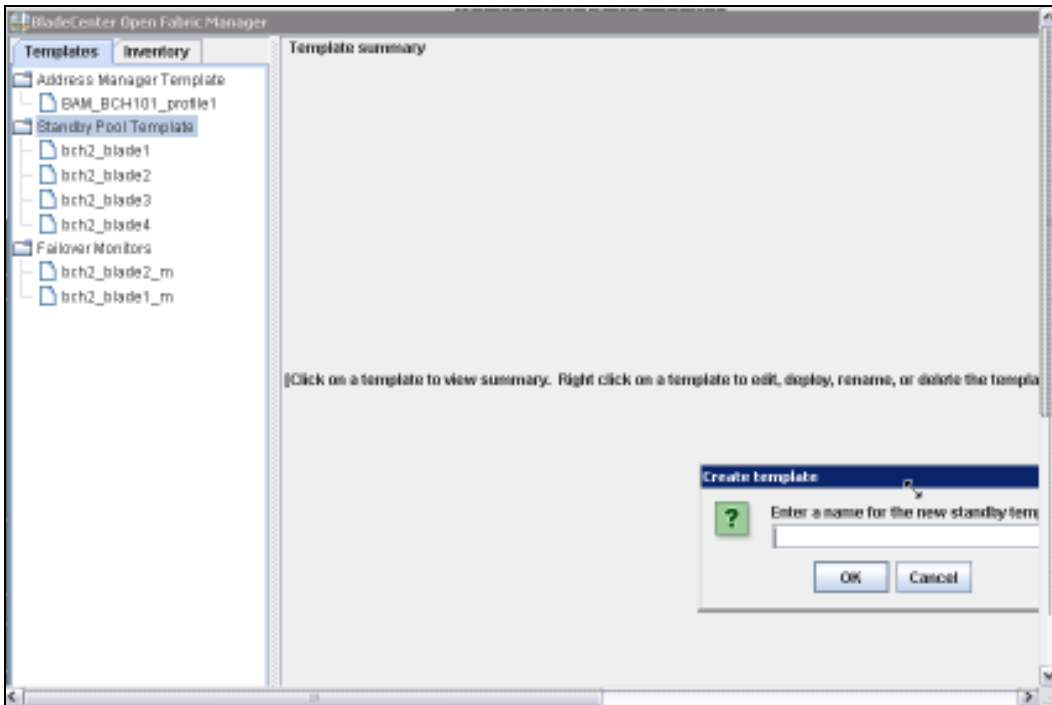 BladeCenter Open Fabric Manager
Templates Inventory
Address Manager Template
BAM_BCH101_profile1
Standby Pool Template
bch2_blade1
bch2_blade2
bch2_blade3
bch2_blade4
Failover Monitors
bch2_blade2_m
bch2_blade1_m
Template summary
[Click on a template to view summary. Right click on a template to edit, deploy, rename, or delete the templa
Create template
?
Enter a name for the new standby tem
OK Cancel